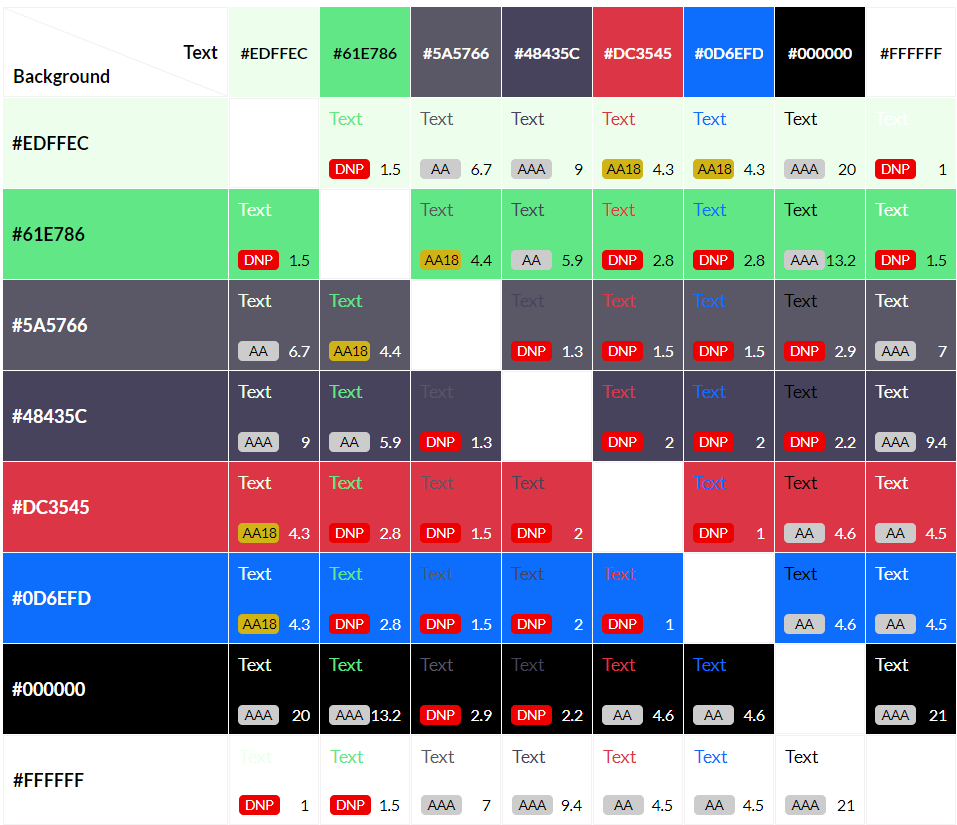 Text #EDFFEC #61E786 #5A5766 #48435C #DC3545 #0D6EFD #000000 #FFFFFF
Background
Text Text Text Text Text Text Text
#EDFFEC
DNP 1.5 AA 6.7 AAA 9 AA18 4.3 AA18 4.3 AAA 20 DNP 1
Text Text Text Text Text Text Text
#61E786
DNP 1.5 AA18 4.4 AA 5.9 DNP 2.8 DNP 2.8 AAA 13.2 DNP 1.5
Text Text Text Text Text Text Text
#5A5766
AA 6.7 AA18 4.4 DNP 1.3 DNP 1.5 DNP 1.5 DNP 2.9 AAA 7
Text Text Text Text Text Text Text
#48435C
AAA 9 AA 5.9 DNP 1.3 DNP 2 DNP 2 DNP 2.2 AAA 9.4
Text Text Text Text Text Text Text
#DC3545
AA18 4.3 DNP 2.8 DNP 1.5 DNP 2 DNP 1 AA 4.6 AA 4.5
Text Text Text Text Text Text Text
#0D6EFD
AA18 4.3 DNP 2.8 DNP 1.5 DNP 2 DNP 1 AA 4.6 AA 4.5
Text Text Text Text Text Text Text
#000000
AAA 20 AAA 13.2 DNP 2.9 DNP 2.2 AA 4.6 AA 4.6 AAA 21
Text Text Text Text Text Text Text
#FFFFFF
DNP 1 DNP 1.5 AAA 7 AAA 9.4 AA 4.5 AA 4.5 AAA 21